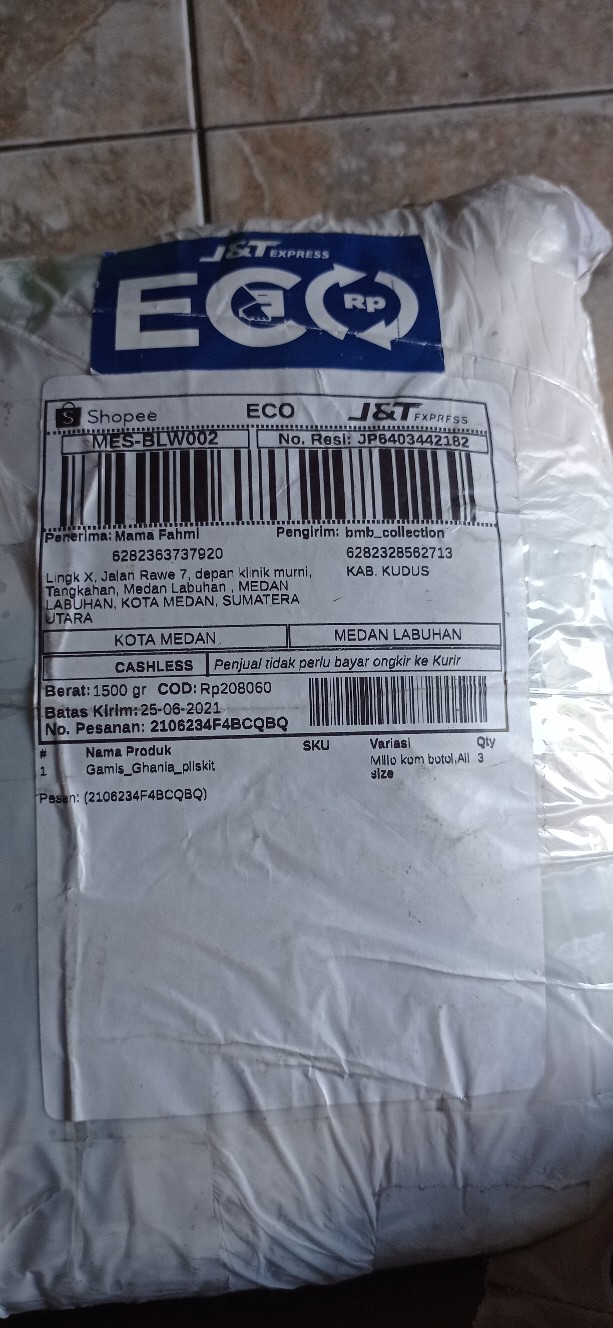 J&T EXPRESS
ECO Rp
Shopee ECO J&T EXPRESS
MES-BLW002 No. Resi: JP6403442182
Penerima: Mama Fahmi Pengirim: bmb_collection
6282363737920 6282328562713
Lingk X, Jalan Rawe 7, depan klinik murni, KAB. KUDUS
Tangkahan, Medan Labuhan , MEDAN
LABUHAN, KOTA MEDAN, SUMATERA
UTARA
KOTA MEDAN MEDAN LABUHAN
CASHLESS Penjual tidak perlu bayar ongkir ke Kurir
Berat: 1500 gr COD: Rp208060
Batas Kirim: 25-06-2021
No. Pesanan: 2106234F4BCQBQ
# Nama Produk SKU Variasi Qty
1 Gamis_Ghania_pliskit Milo kom botol,All 3
size
Pesan: (2106234F4BCQBQ)